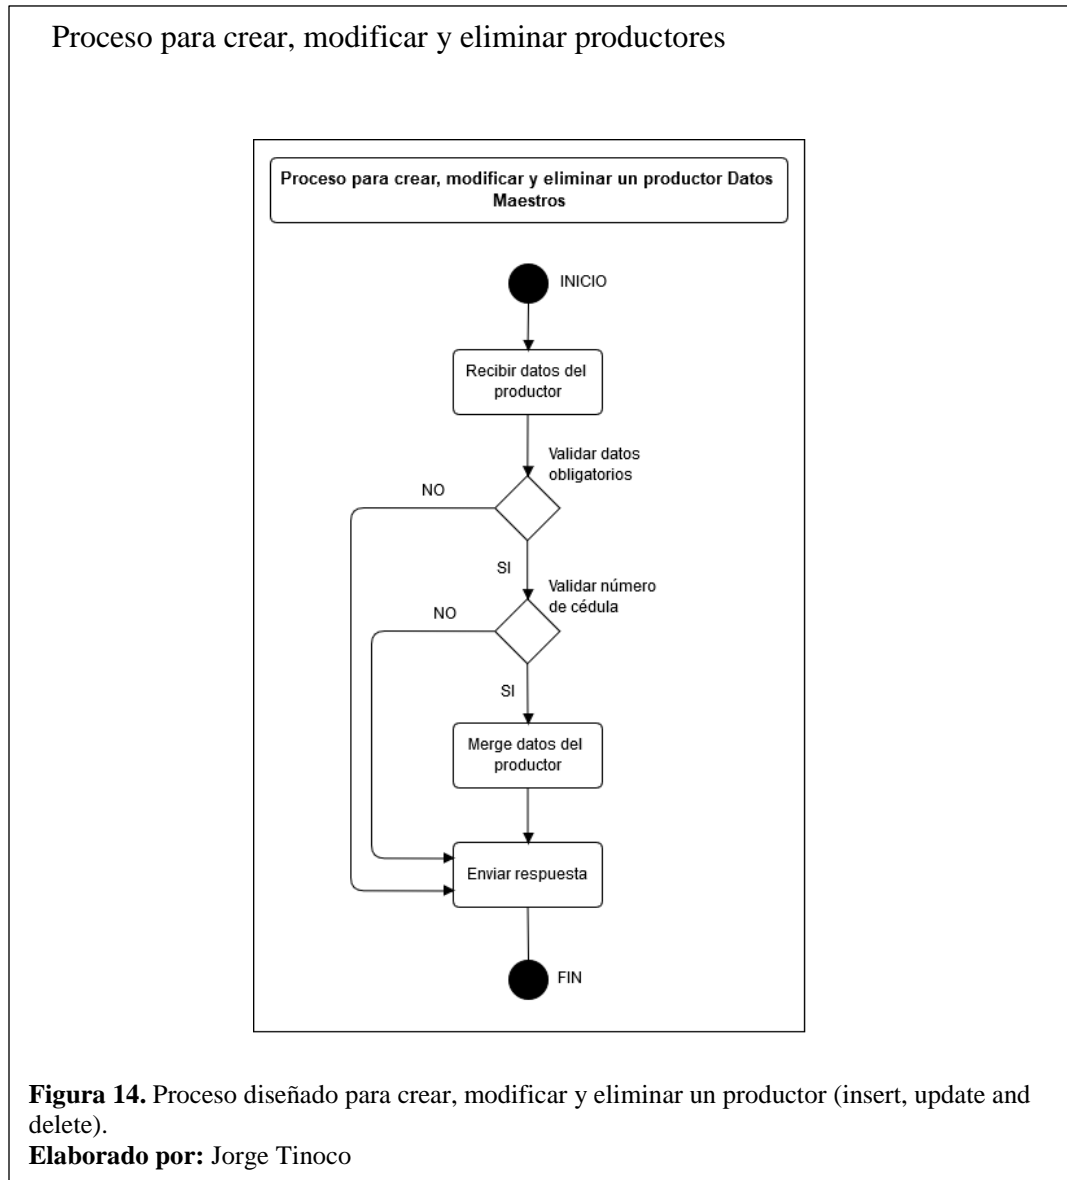 Proceso para crear, modificar y eliminar productores
Proceso para crear, modificar y eliminar un productor Datos
Maestros
INICIO
Recibir datos del
productor
Validar datos
obligatorios
NO
SI
Validar número
de cédula
NO
SI
Merge datos del
productor
Enviar respuesta
FIN
Figura 14. Proceso diseñado para crear, modificar y eliminar un productor (insert, update and
delete).
Elaborado por: Jorge Tinoco